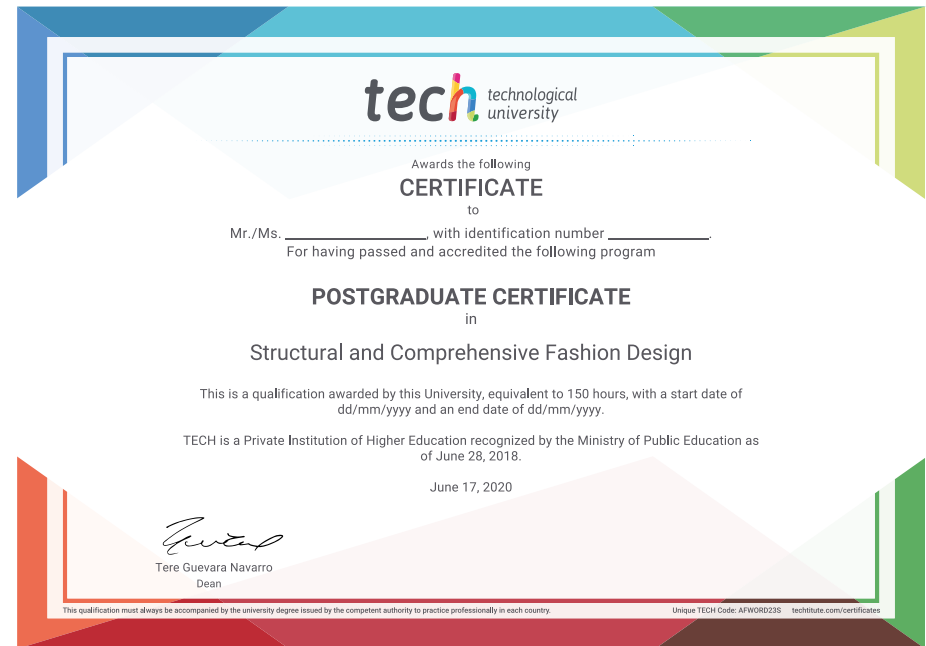 tech technological
university
Awards the following
CERTIFICATE
to
Mr./Ms. ____________________, with identification number ______________.
For having passed and accredited the following program
POSTGRADUATE CERTIFICATE
in
Structural and Comprehensive Fashion Design
This is a qualification awarded by this University, equivalent to 150 hours, with a start date of
dd/mm/yyyy and an end date of dd/mm/yyyy.
TECH is a Private Institution of Higher Education recognized by the Ministry of Public Education as
of June 28, 2018.
June 17, 2020
Tere Guevara Navarro
Dean
This qualification must always be accompanied by the university degree issued by the competent authority to practice professionally in each country. Unique TECH Code: AFWORD23S techtitute.com/certificates